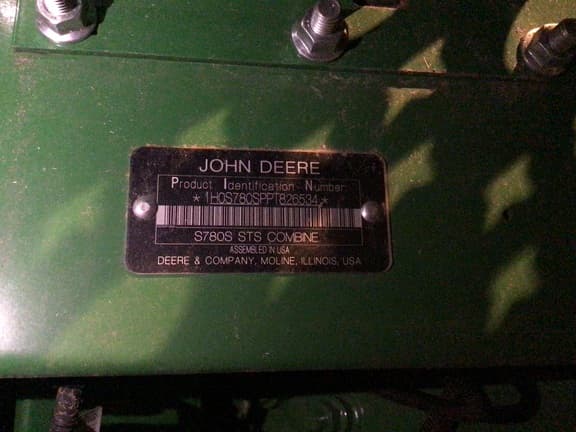 JOHN DEERE
Product Identification Number
*1H0S780SPPT826534*
S780S STS COMBINE
ASSEMBLED IN USA
DEERE & COMPANY, MOLINE, ILLINOIS, USA